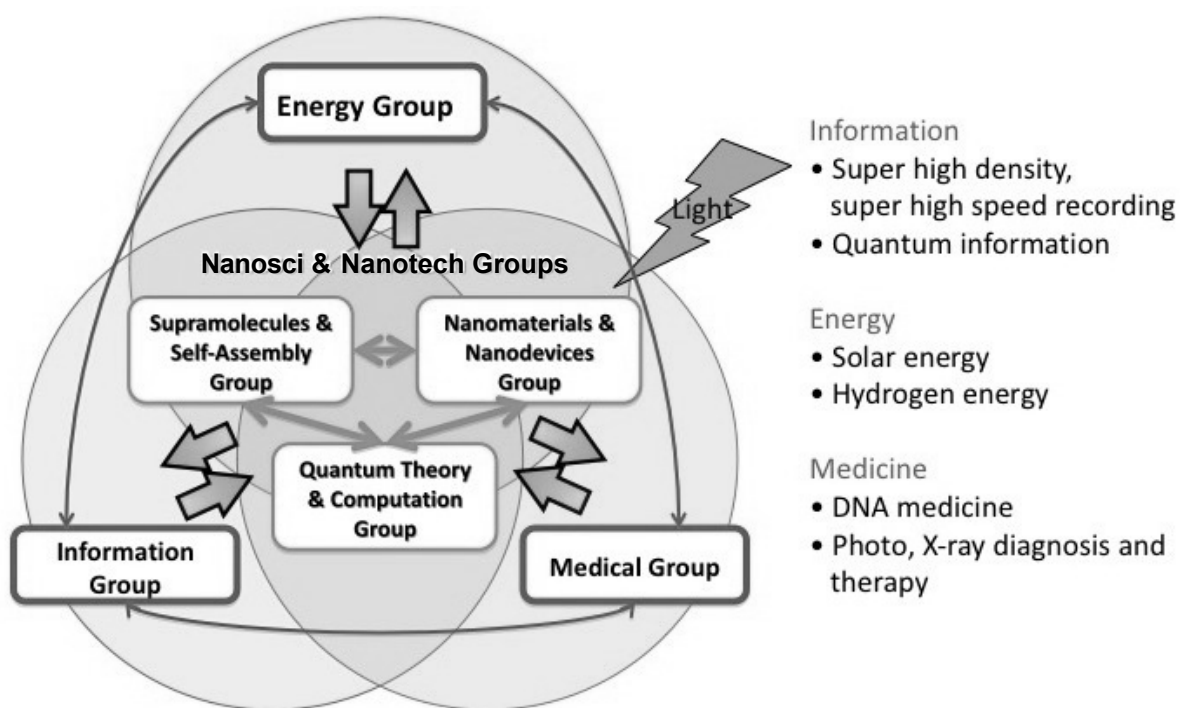 Energy Group
Light
Nanosci & Nanotech Groups
Supramolecules &
Self-Assembly
Group
Nanomaterials &
Nanodevices
Group
Quantum Theory
& Computation
Group
Information
Group
Medical Group
Information
• Super high density,
super high speed recording
• Quantum information
Energy
• Solar energy
• Hydrogen energy
Medicine
• DNA medicine
• Photo, X-ray diagnosis and
therapy